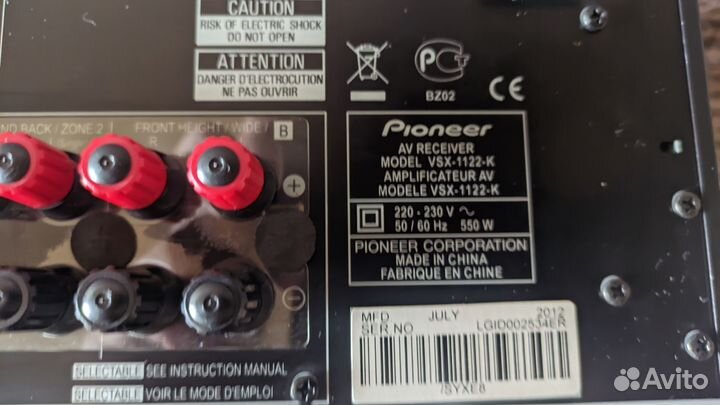 CAUTION
RISK OF ELECTRIC SHOCK
DO NOT OPEN
ATTENTION
DANGER D'ELECTROCUTION
NE PAS OUVRIR
BZ02
CE
ND BACK / ZONE 2
FRONT HEIGHT / WIDE /
B
R
Pioneer
AV RECEIVER
MODEL VSX-1122-K
AMPLIFICATEUR AV
MODELE VSX-1122-K
220 - 230 V ~
50 / 60 Hz 550 W
PIONEER CORPORATION
MADE IN CHINA
FABRIQUE EN CHINE
MFD JULY 2012
SER NO LGID002534ER
/SYXE8
SELECTABLE SEE INSTRUCTION MANUAL
SELECTABLE VOIR LE MODE D'EMPLOI
Avito